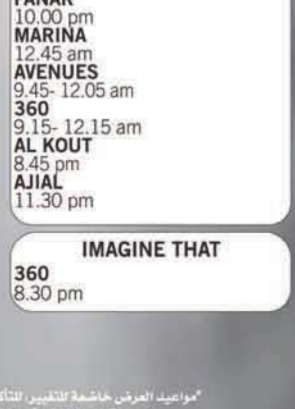 FANAR
10.00 pm
MARINA
12.45 am
AVENUES
9.45- 12.05 am
360
9.15- 12.15 am
AL KOUT
8.45 pm
AJIAL
11.30 pm
IMAGINE THAT
360
8.30 pm
*مواعيد العرض خاضعة للتغيير، للتأك